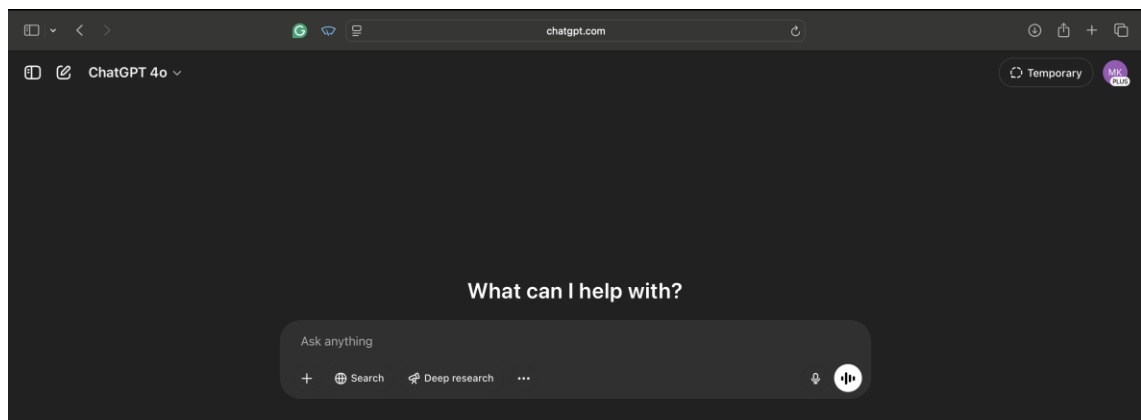 chatgpt.com
ChatGPT 4o
Temporary
MK
PLUS
What can I help with?
Ask anything
Search
Deep research